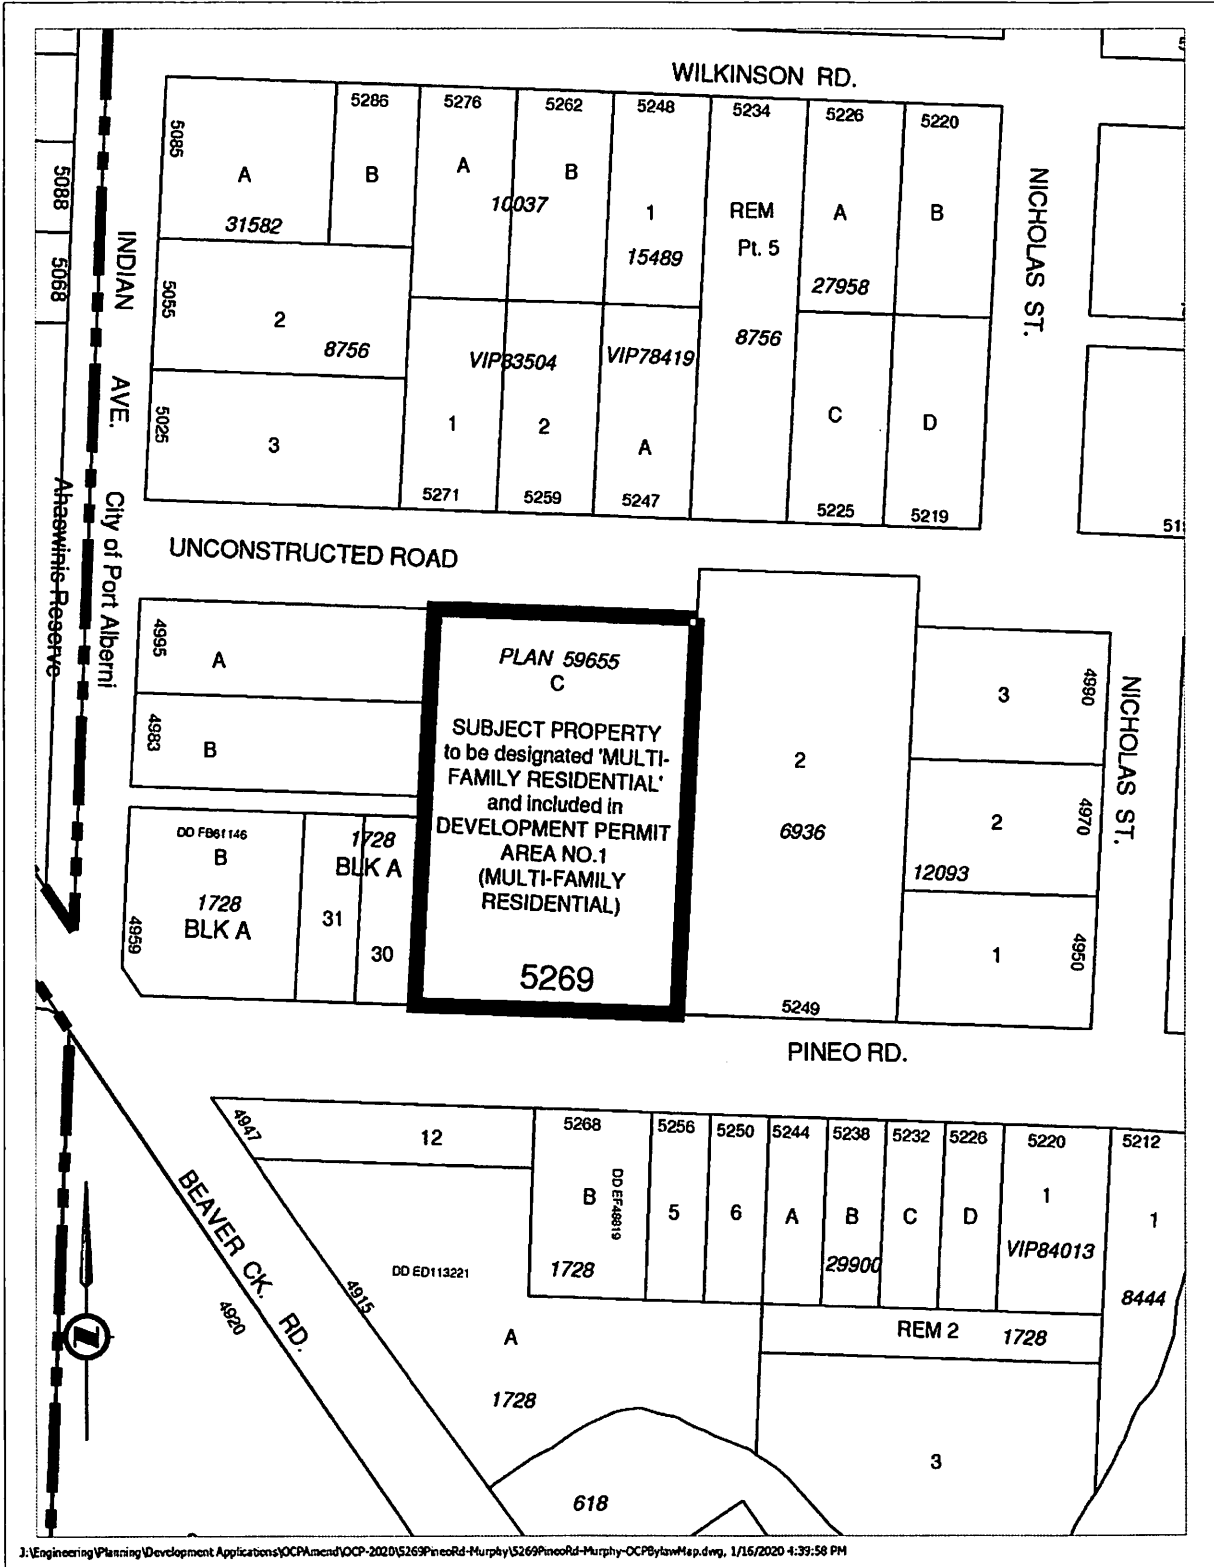 WILKINSON RD.
5286
5276
5262
5248
5234
5226
5220
5085
A
31582
B
A
B
10037
1
15489
REM
Pt. 5
8756
A
27958
B
NICHOLAS ST.
5088
5068
INDIAN AVE.
5055
2
8756
5025
3
VIP83504
1
2
VIP78419
A
C
D
5271
5259
5247
5225
5219
51
Ahaswinis Reserve
City of Port Alberni
UNCONSTRUCTED ROAD
4995
A
4983
B
PLAN 59655
C
SUBJECT PROPERTY
to be designated 'MULTI-
FAMILY RESIDENTIAL'
and included in
DEVELOPMENT PERMIT
AREA NO.1
(MULTI-FAMILY
RESIDENTIAL)
5269
2
6936
5249
3
4990
2
4970
12093
1
4950
NICHOLAS ST.
DD FB61146
B
1728
BLK A
4959
1728
BLK A
31
30
PINEO RD.
4947
12
5268
5256
5250
5244
5238
5232
5226
5220
5212
B
DD EF48819
1728
5
6
A
B
29900
C
D
1
VIP84013
1
8444
BEAVER CK. RD.
4920
4915
DD ED113221
A
1728
REM 2
1728
3
618
Z
J:\Engineering\Planning\Development Applications\OCPAmend\OCP-2020\5269PineoRd-Murphy\5269PineoRd-Murphy-OCPBylawMap.dwg, 1/16/2020 4:39:58 PM